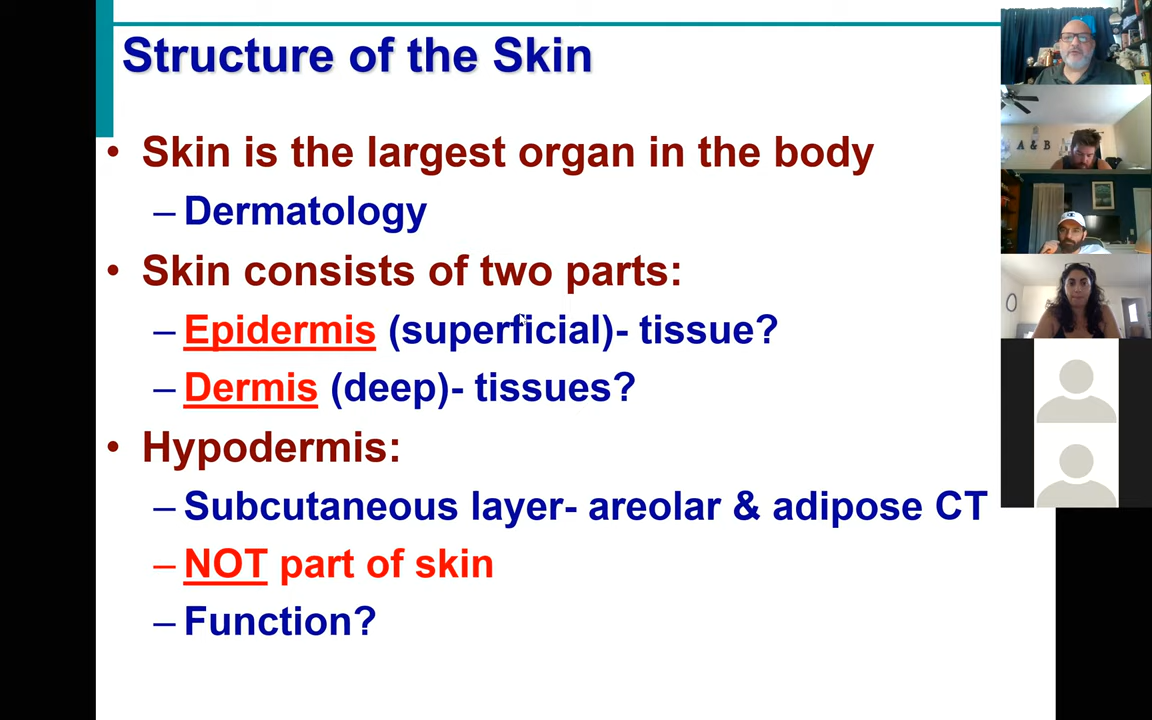 Structure of the Skin
• Skin is the largest organ in the body
– Dermatology
• Skin consists of two parts:
– Epidermis (superficial)- tissue?
– Dermis (deep)- tissues?
• Hypodermis:
– Subcutaneous layer- areolar & adipose CT
– NOT part of skin
– Function?
A & B